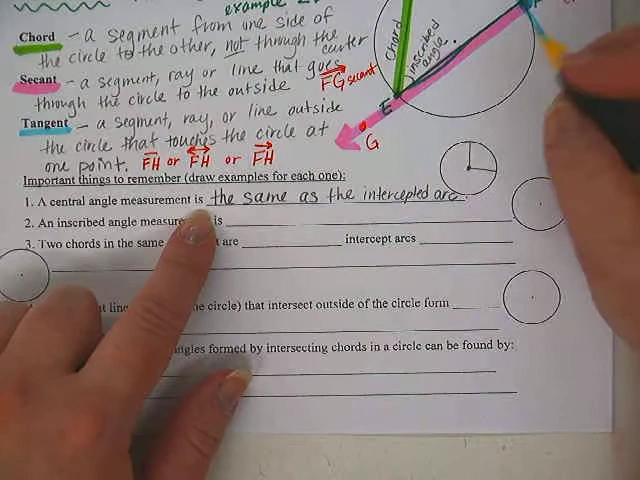 example
Chord - a segment from one side of
the circle to the other, not through the center
Secant - a segment, ray or line that goes
through the circle to the outside FG secant
Tangent - a segment, ray, or line outside
the circle that touches the circle at
one point. FH or FH or FH
Chord
inscribed
angle.
E
G
Important things to remember (draw examples for each one):
1. A central angle measurement is the same as the intercepted arc.
2. An inscribed angle measure is
3. Two chords in the same are intercept arcs
t lin e circle) that intersect outside of the circle form
ngles formed by intersecting chords in a circle can be found by: